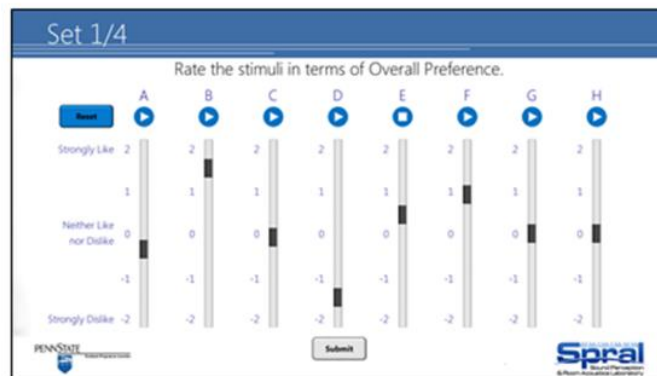 Set 1/4
Rate the stimuli in terms of Overall Preference.
A B C D E F G H
Reset
Strongly Like 2 2 2 2 2 2 2 2
1 1 1 1 1 1 1 1
Neither Like
nor Dislike 0 0 0 0 0 0 0 0
-1 -1 -1 -1 -1 -1 -1 -1
Strongly Dislike -2 -2 -2 -2 -2 -2 -2 -2
Submit
PENNSTATE
Spral
Sound Perception
& Room Acoustics Laboratory